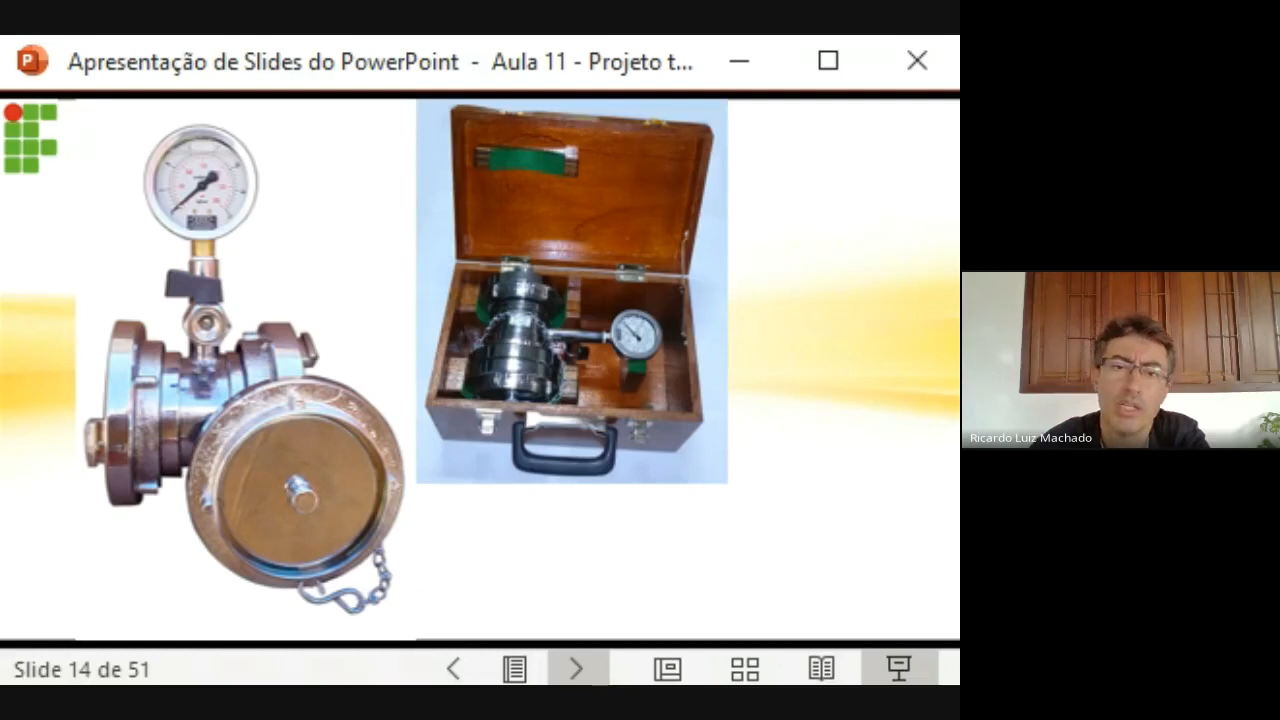 Apresentação de Slides do PowerPoint - Aula 11 - Projeto t...
Ricardo Luiz Machado
Slide 14 de 51